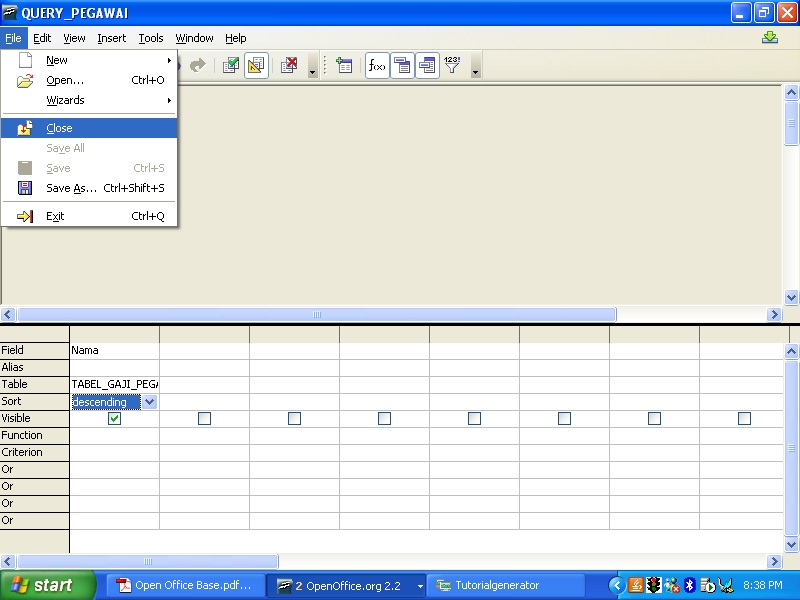 QUERY_PEGAWAI
File Edit View Insert Tools Window Help
New
Open... Ctrl+O
Wizards
Close
Save All
Save Ctrl+S
Save As... Ctrl+Shift+S
Exit Ctrl+Q
f(x)
123!
Field Nama
Alias
Table TABEL_GAJI_PEGA
Sort descending
Visible
Function
Criterion
Or
Or
Or
Or
start Open Office Base.pdf... 2 OpenOffice.org 2.2 Tutorialgenerator 8:38 PM